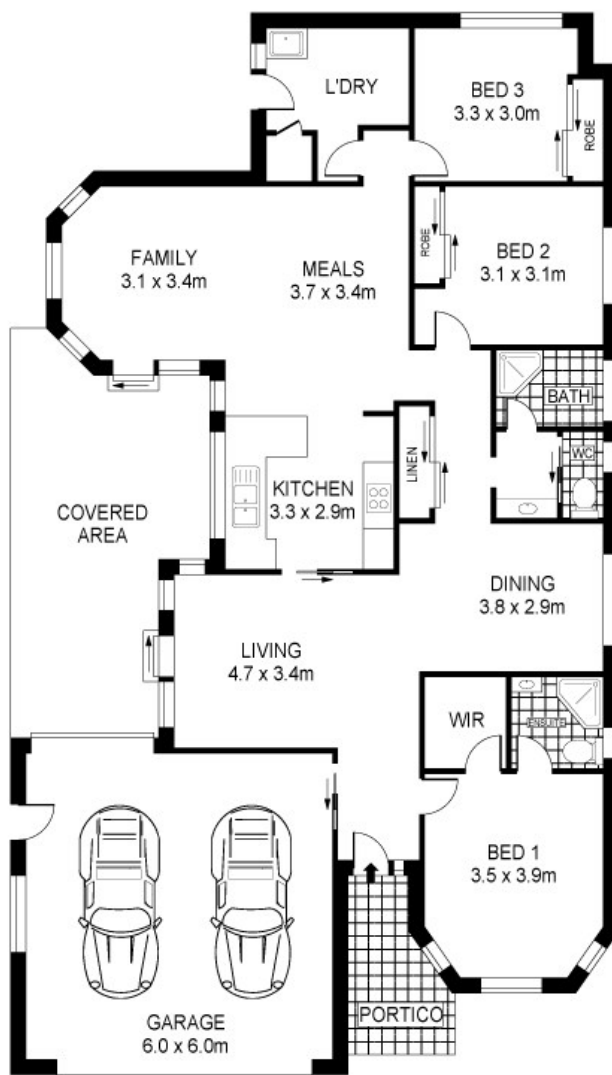 L'DRY
BED 3
3.3 x 3.0m
ROBE
FAMILY
3.1 x 3.4m
MEALS
3.7 x 3.4m
ROBE
BED 2
3.1 x 3.1m
BATH
LINEN
WC
KITCHEN
3.3 x 2.9m
COVERED
AREA
DINING
3.8 x 2.9m
LIVING
4.7 x 3.4m
WIR
ENSUITE
BED 1
3.5 x 3.9m
PORTICO
GARAGE
6.0 x 6.0m